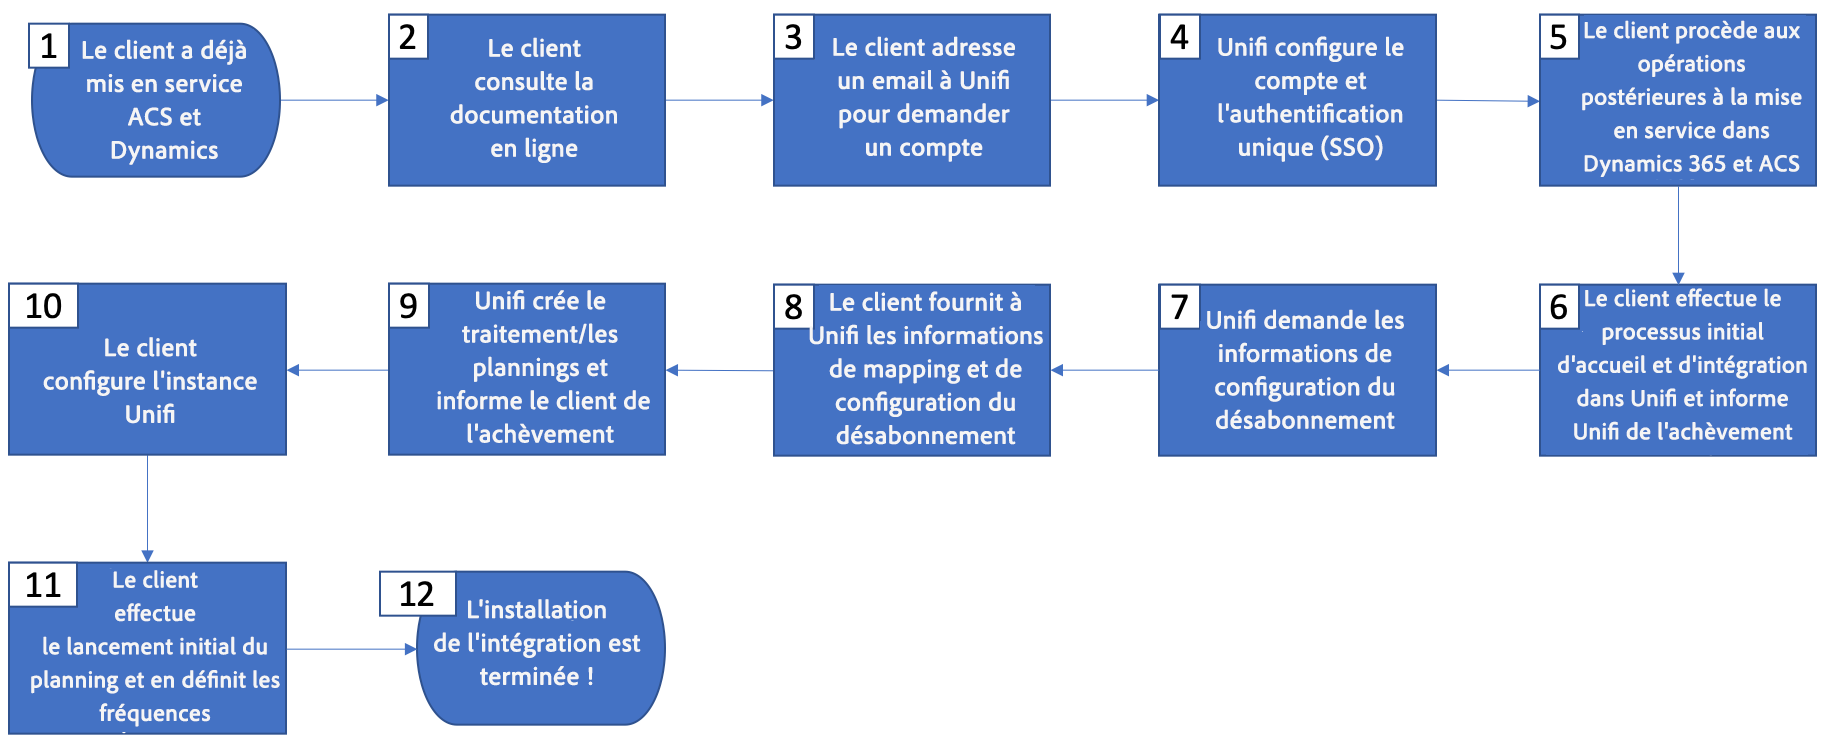 1
Le client a déjà
mis en service
ACS et
Dynamics
2
Le client
consulte la
documentation
en ligne
3
Le client adresse
un email à Unifi
pour demander
un compte
4
Unifi configure le
compte et
l'authentification
unique (SSO)
5
Le client procède aux
opérations
postérieures à la mise
en service dans
Dynamics 365 et ACS
6
Le client effectue le
processus initial
d'accueil et d'intégration
dans Unifi et informe
Unifi de l'achèvement
7
Unifi demande les
informations de
configuration du
désabonnement
8
Le client fournit à
Unifi les informations
de mapping et de
configuration du
désabonnement
9
Unifi crée le
traitement/les
plannings et
informe le client de
l'achèvement
10
Le client
configure l'instance
Unifi
11
Le client
effectue
le lancement initial du
planning et en définit les
fréquences
12
L'installation
de l'intégration est
terminée !